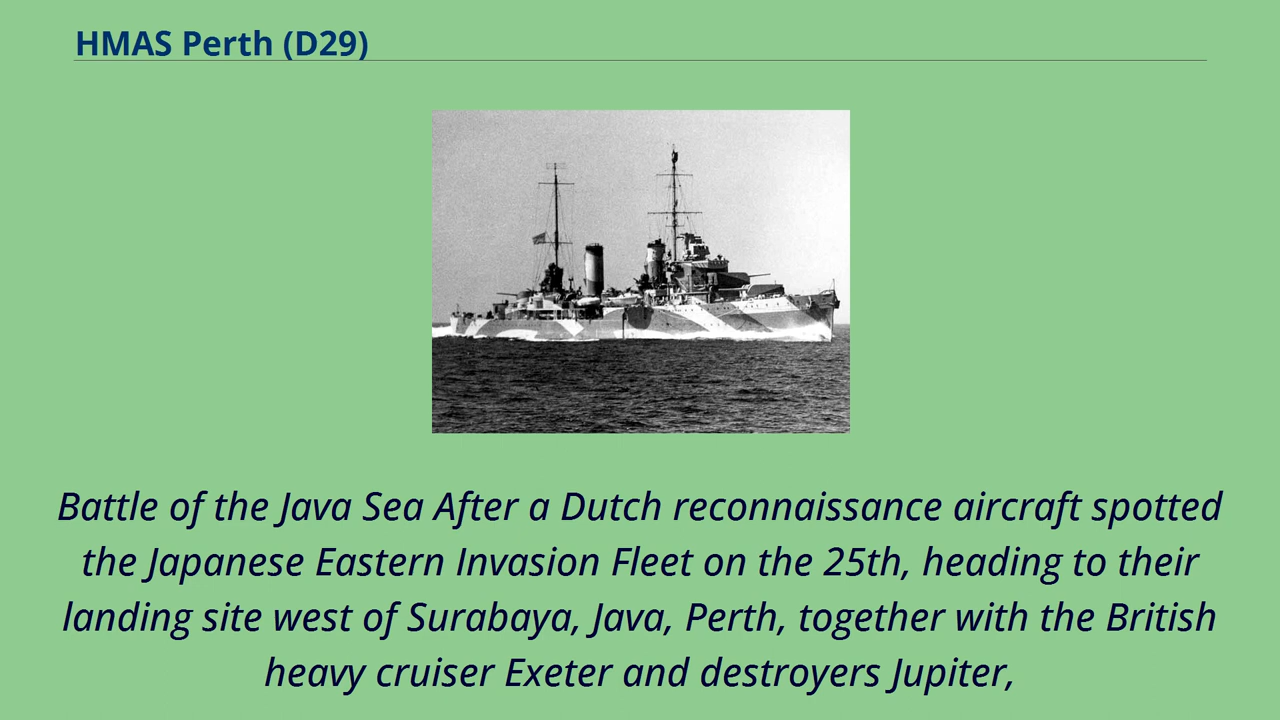 HMAS Perth (D29)
Battle of the Java Sea After a Dutch reconnaissance aircraft spotted
the Japanese Eastern Invasion Fleet on the 25th, heading to their
landing site west of Surabaya, Java, Perth, together with the British
heavy cruiser Exeter and destroyers Jupiter,